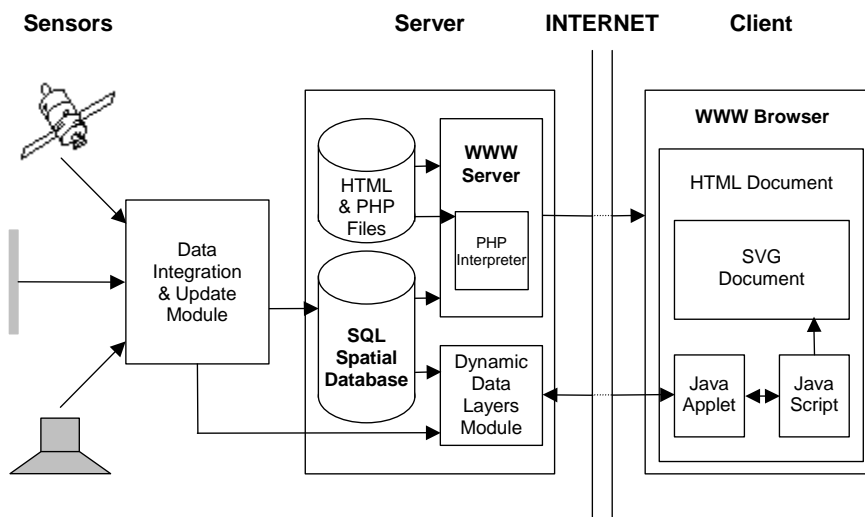 Sensors
Server
INTERNET
Client
WWW Browser
WWW
Server
HTML
& PHP
Files
HTML Document
PHP
Interpreter
Data
Integration
& Update
Module
SVG
Document
SQL
Spatial
Database
Dynamic
Data
Layers
Module
Java
Applet
Java
Script